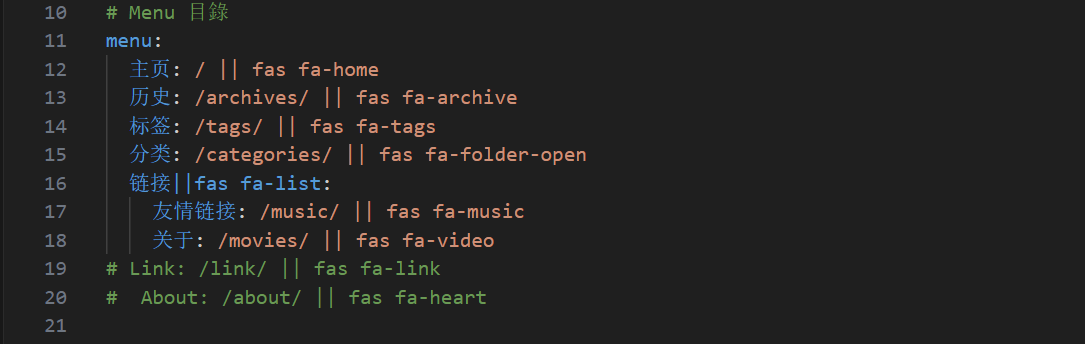 10 # Menu 目錄
11 menu:
12 主页: / || fas fa-home
13 历史: /archives/ || fas fa-archive
14 标签: /tags/ || fas fa-tags
15 分类: /categories/ || fas fa-folder-open
16 链接||fas fa-list:
17 友情链接: /music/ || fas fa-music
18 关于: /movies/ || fas fa-video
19 # Link: /link/ || fas fa-link
20 #  About: /about/ || fas fa-heart
21